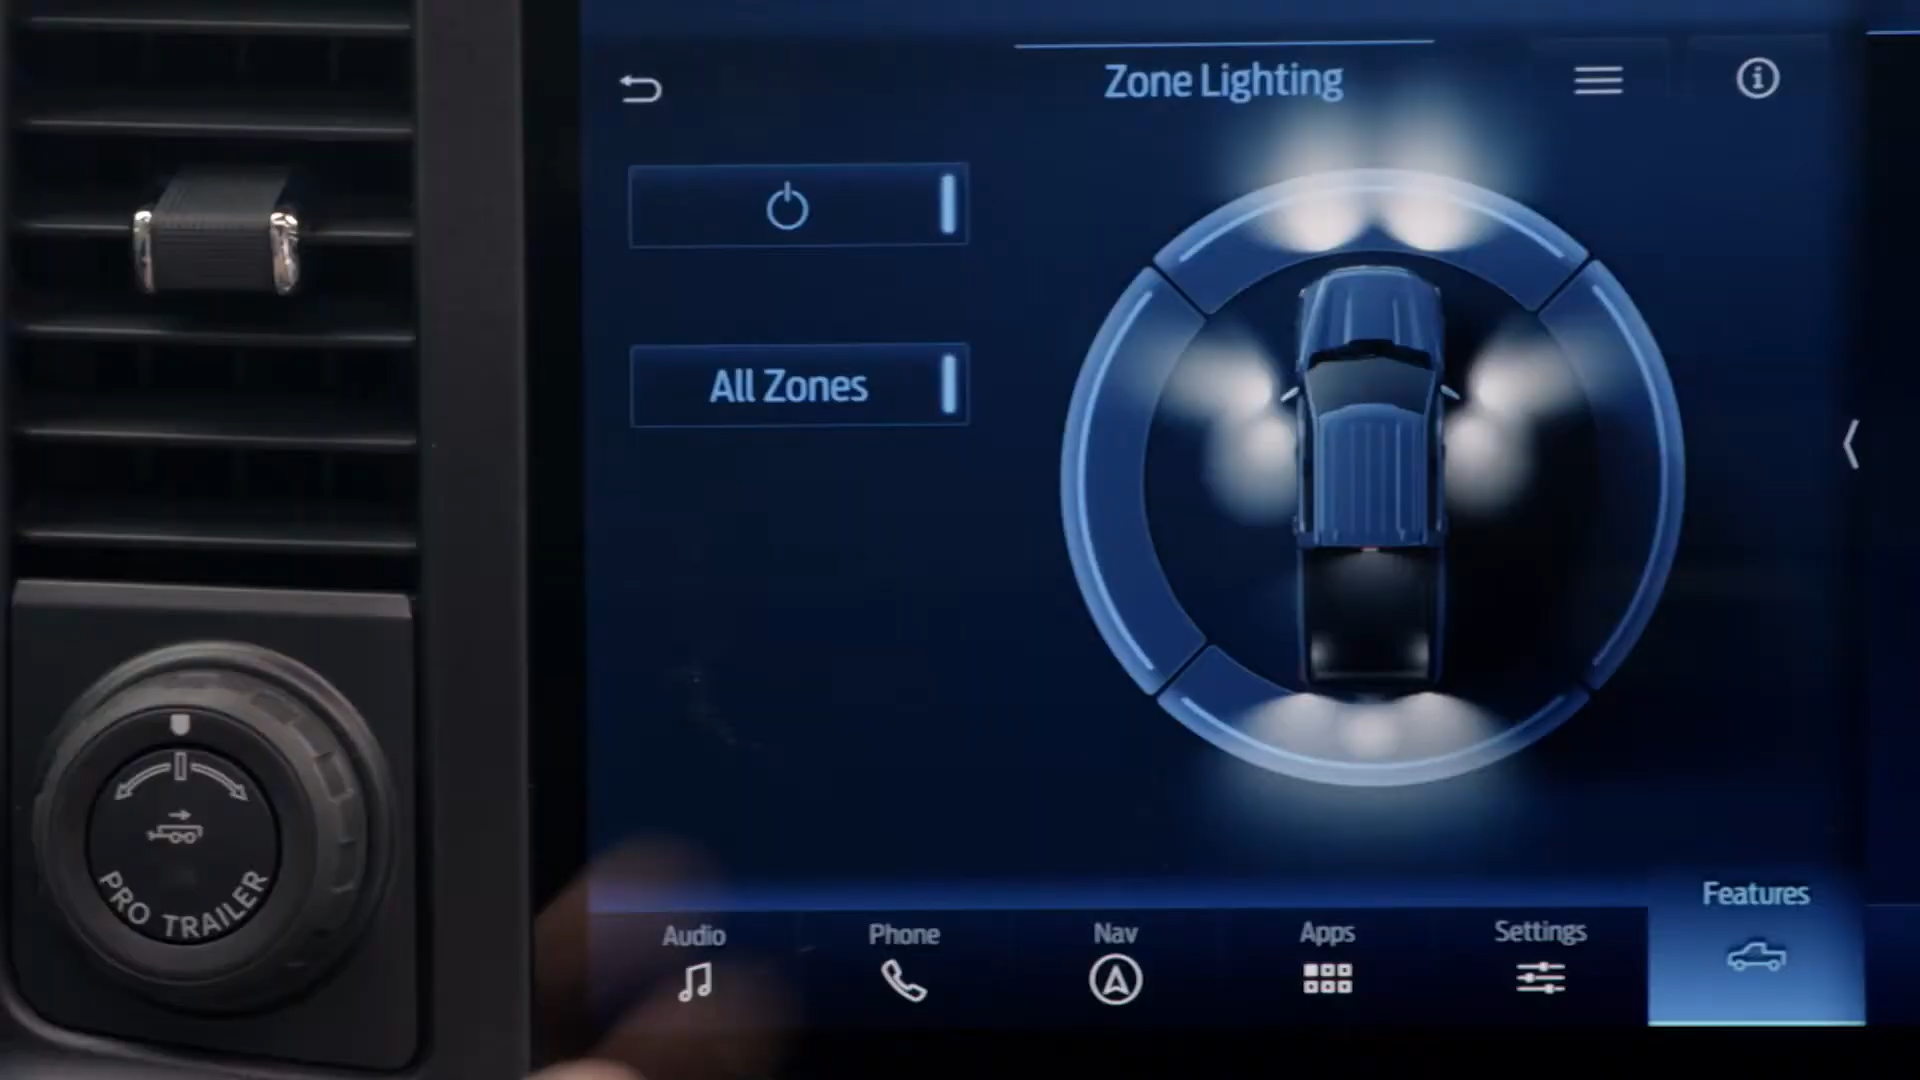 Zone Lighting
All Zones
Features
Audio
Phone
Nav
Apps
Settings
PRO TRAILER